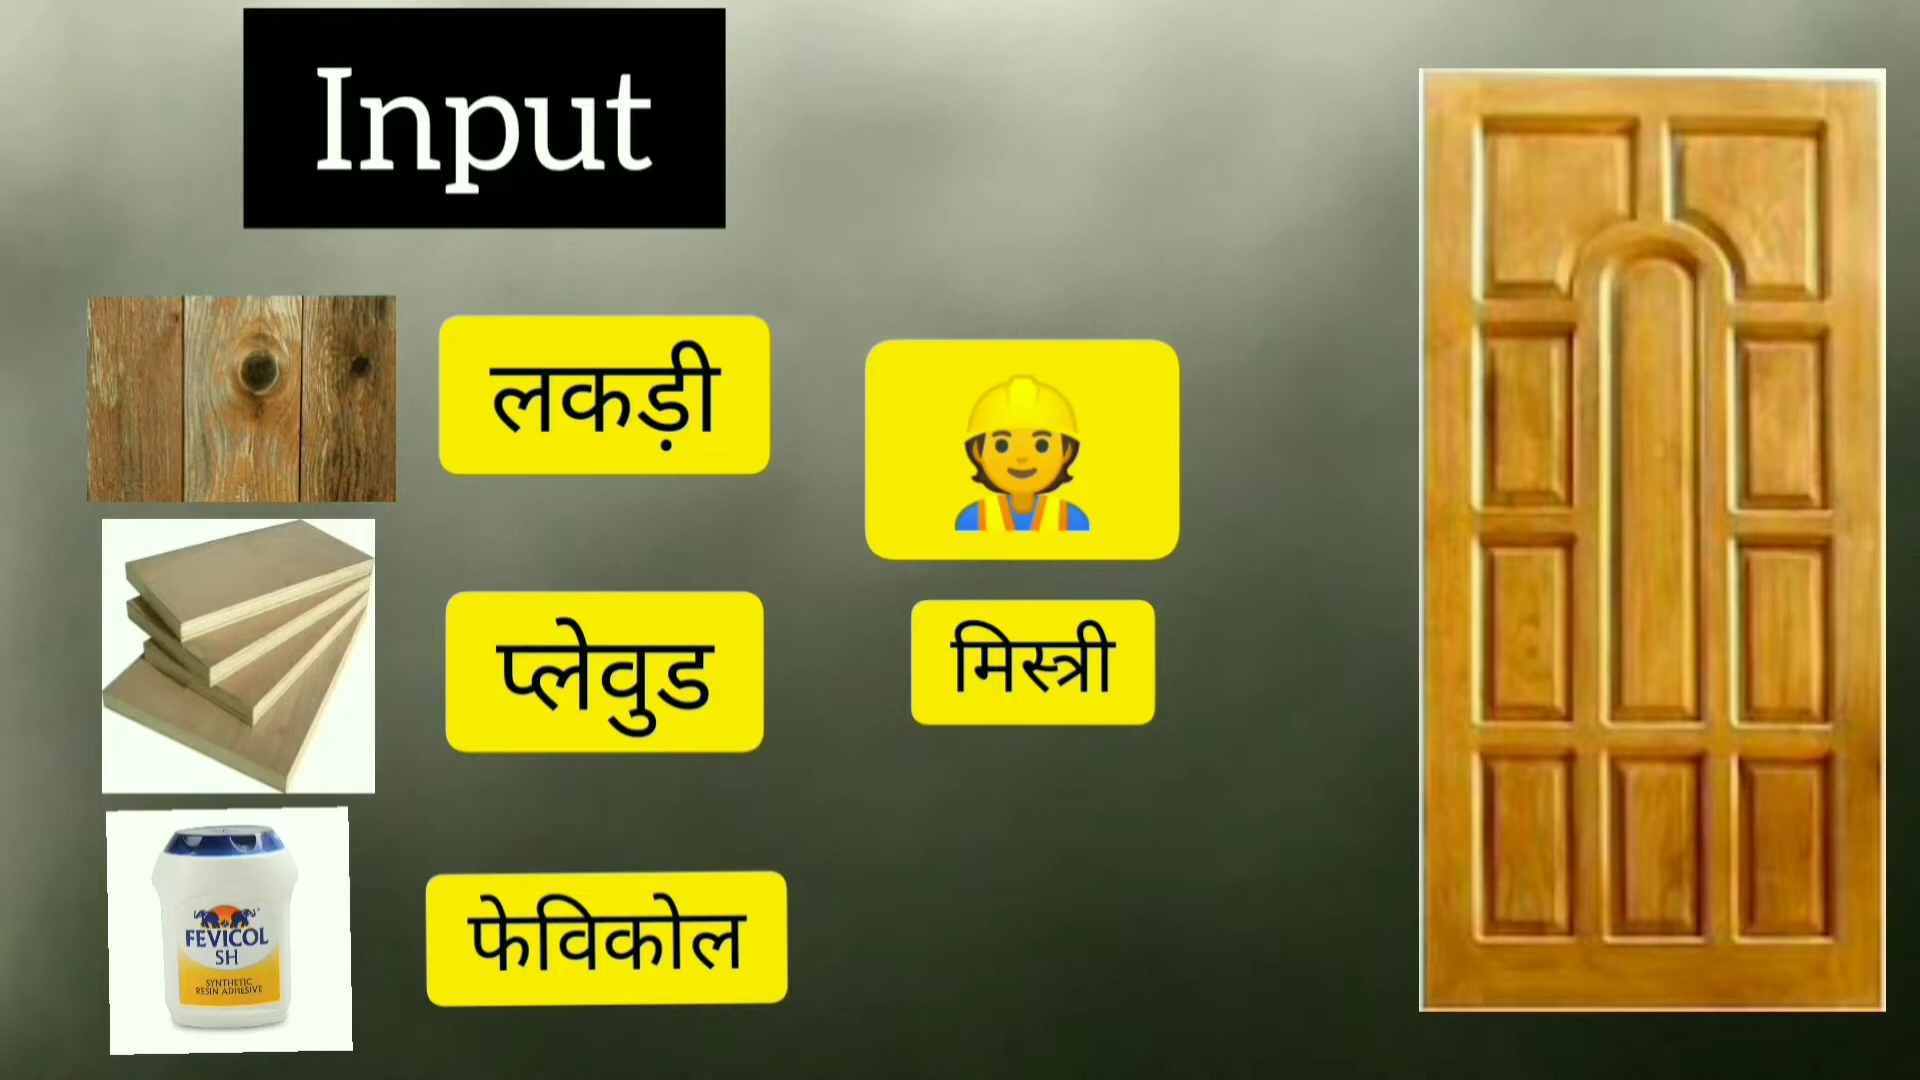 Input
लकड़ी
मिस्त्री
प्लेवुड
फेविकोल
FEVICOL
SH
SYNTHETIC
RESIN ADHESIVE